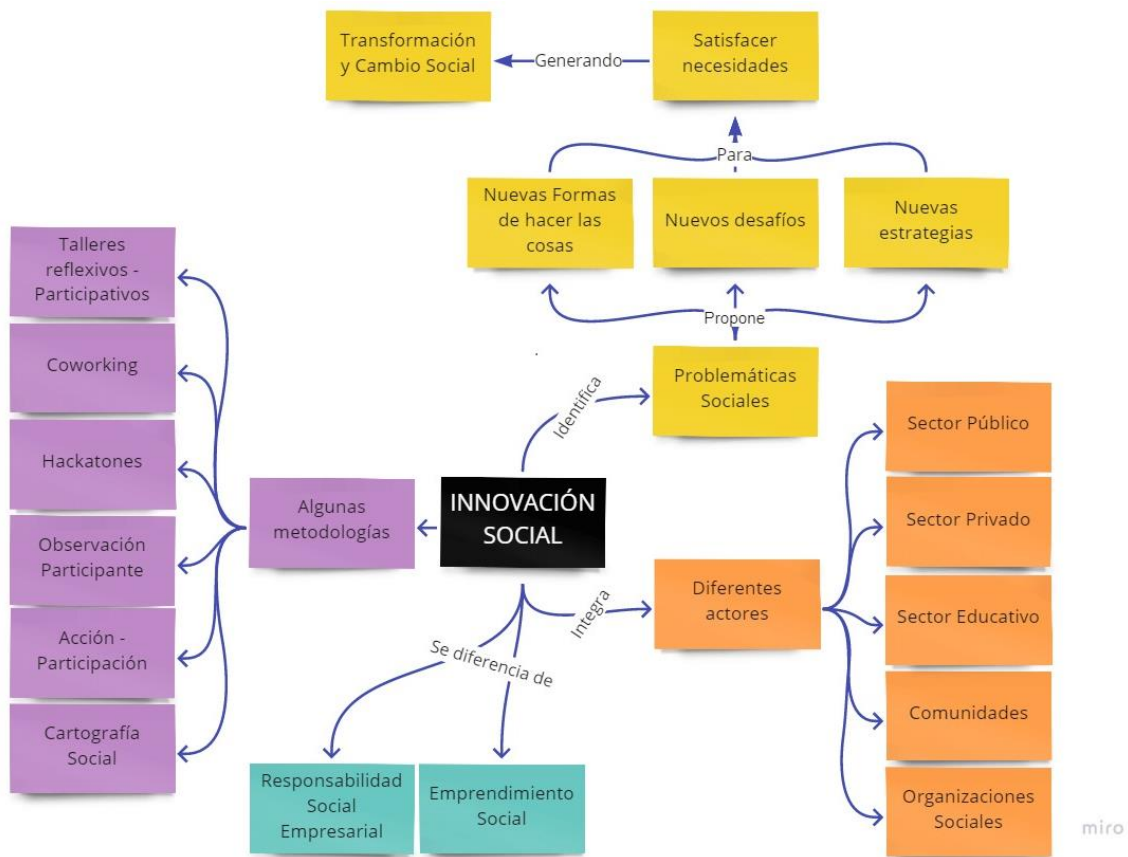 Transformación
y Cambio Social
Generando
Satisfacer
necesidades
Para
Nuevas Formas
de hacer las
cosas
Nuevos desafíos
Nuevas
estrategias
Propone
Problemáticas
Sociales
Identifica
INNOVACIÓN
SOCIAL
Algunas
metodologías
Talleres
reflexivos -
Participativos
Coworking
Hackatones
Observación
Participante
Acción -
Participación
Cartografía
Social
Se diferencia de
Responsabilidad
Social
Empresarial
Emprendimiento
Social
Integra
Diferentes
actores
Sector Público
Sector Privado
Sector Educativo
Comunidades
Organizaciones
Sociales
miro